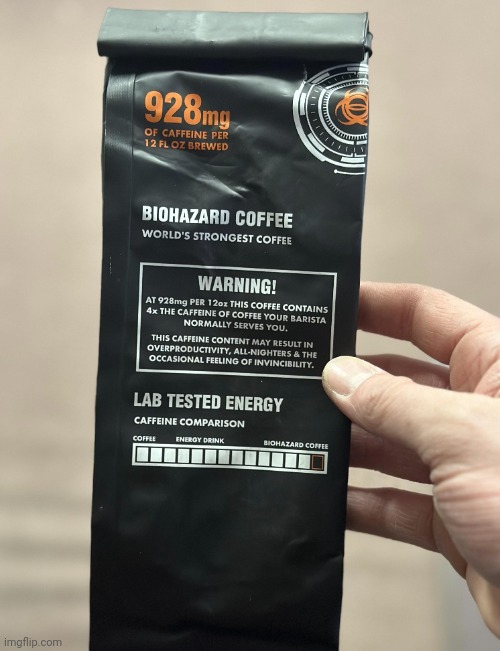 928mg
OF CAFFEINE PER
12 FL OZ BREWED
BIOHAZARD COFFEE
WORLD'S STRONGEST COFFEE
WARNING!
AT 928mg PER 12oz THIS COFFEE CONTAINS
4x THE CAFFEINE OF COFFEE YOUR BARISTA
NORMALLY SERVES YOU.
THIS CAFFEINE CONTENT MAY RESULT IN
OVERPRODUCTIVITY, ALL-NIGHTERS & THE
OCCASIONAL FEELING OF INVINCIBILITY.
LAB TESTED ENERGY
CAFFEINE COMPARISON
COFFEE ENERGY DRINK BIOHAZARD COFFEE
imgflip.com